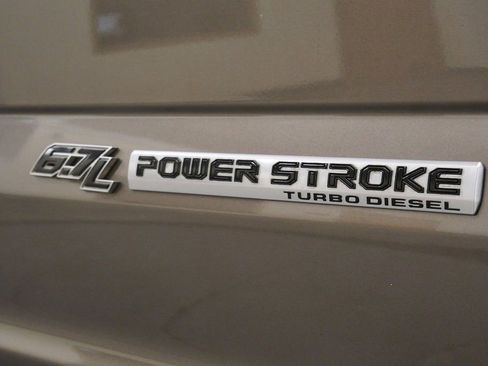 6.7L POWER STROKE
TURBO DIESEL